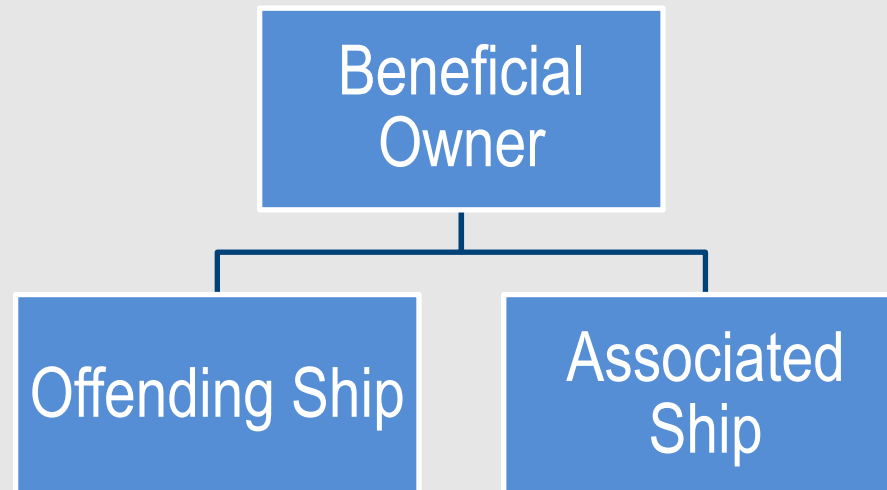 Beneficial
Owner
Offending Ship
Associated
Ship